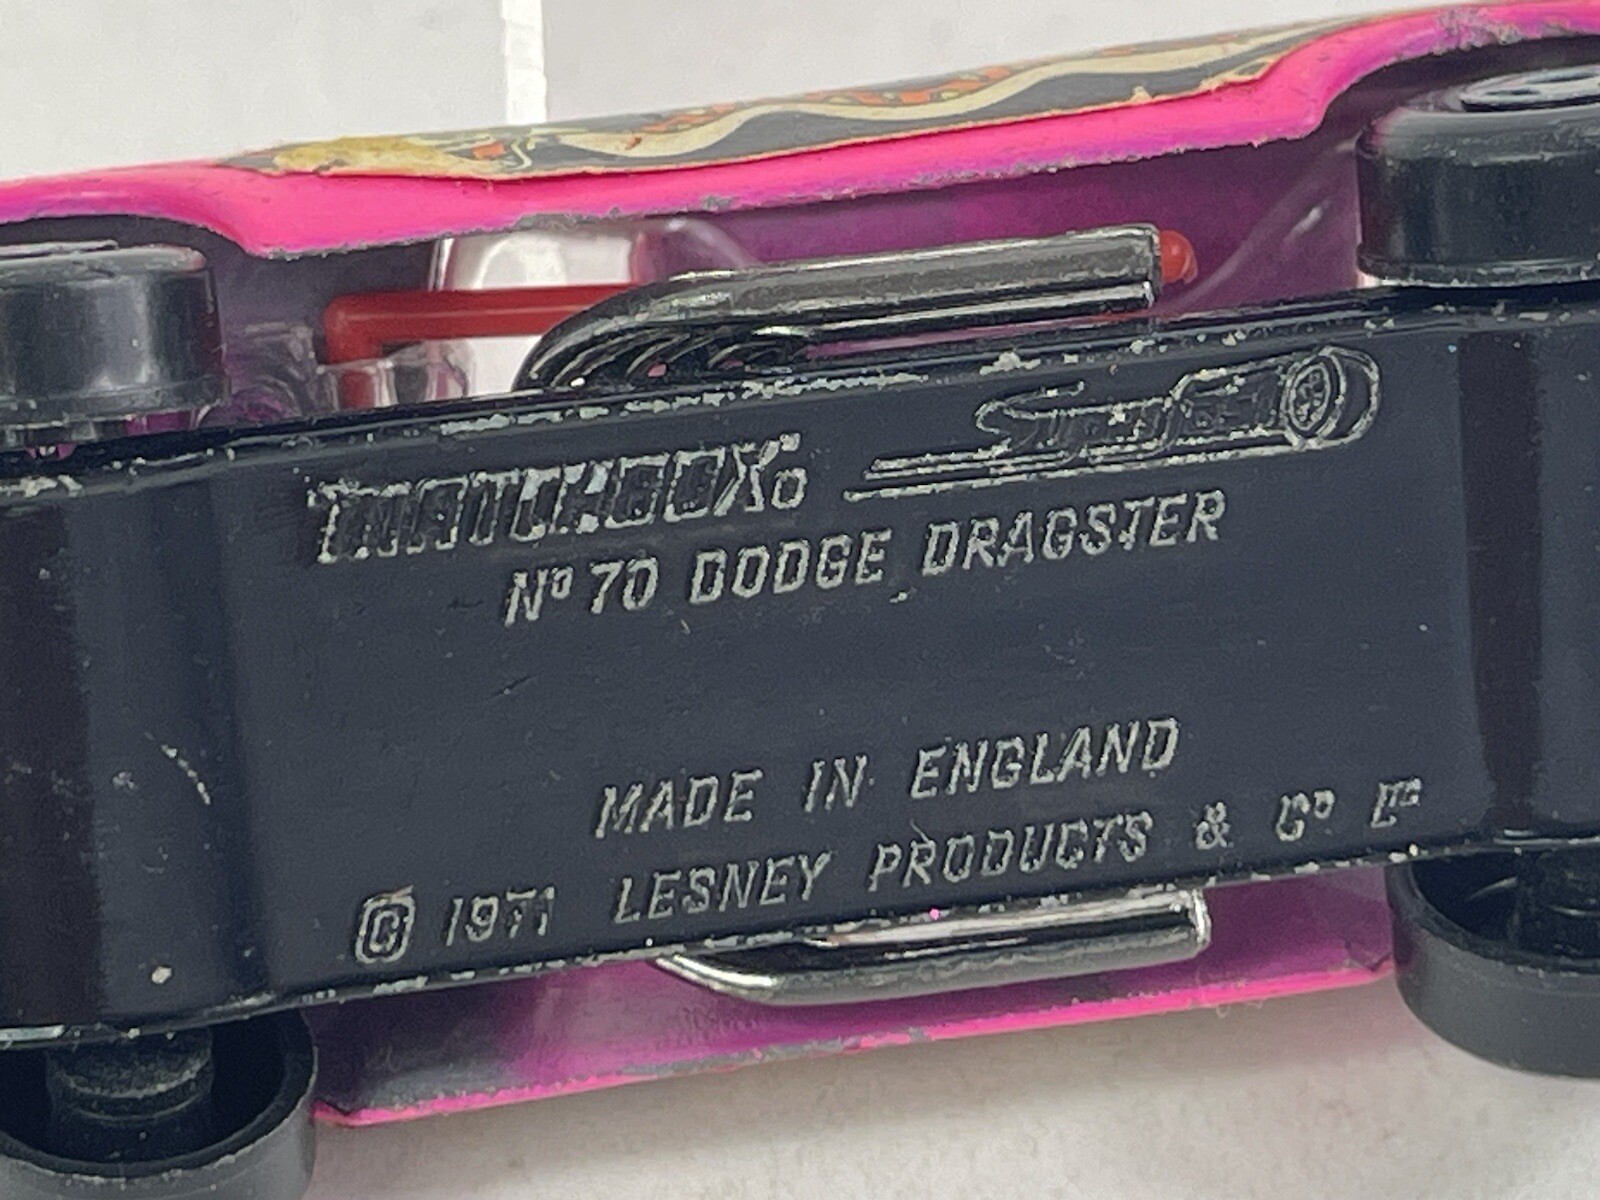 MATCHBOX® Superfast
Nº 70 DODGE DRAGSTER
MADE IN ENGLAND
© 1971 LESNEY PRODUCTS & Cº Lᵀᴰ